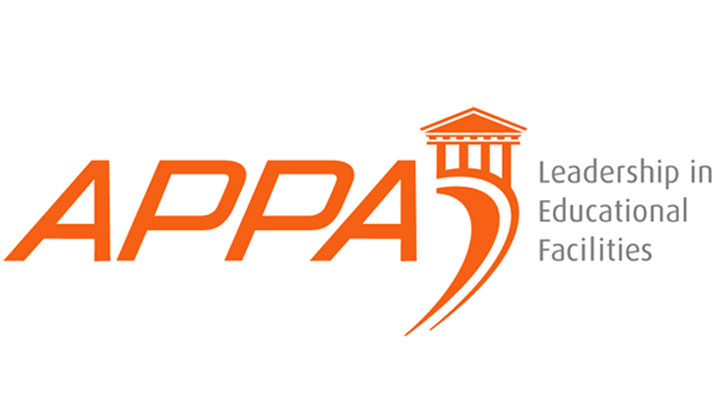 APPA
Leadership in
Educational
Facilities